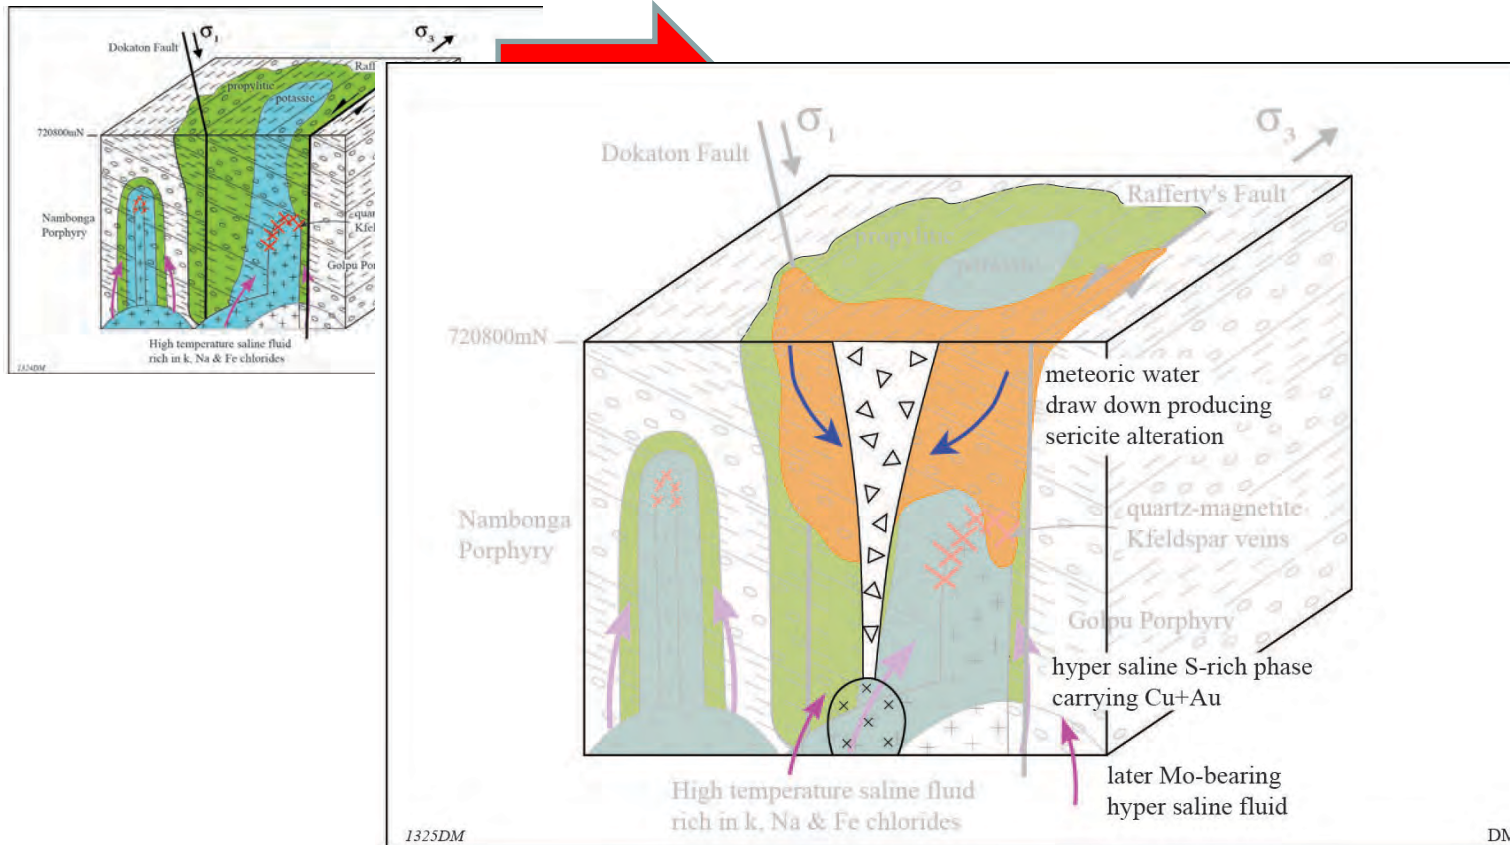 Dokaton Fault
σ1
σ3
Raff
propylitic
potassic
720800mN
Nambonga
Porphyry
quar
Kfel
Golpu Por
High temperature saline fluid
rich in k, Na & Fe chlorides
1324DM
Dokaton Fault
σ1
σ3
Rafferty's Fault
propylitic
potassic
720800mN
meteoric water
draw down producing
sericite alteration
Nambonga
Porphyry
quartz-magnetite
Kfeldspar veins
Golpu Porphyry
hyper saline S-rich phase
carrying Cu+Au
later Mo-bearing
hyper saline fluid
High temperature saline fluid
rich in k, Na & Fe chlorides
1325DM
DM